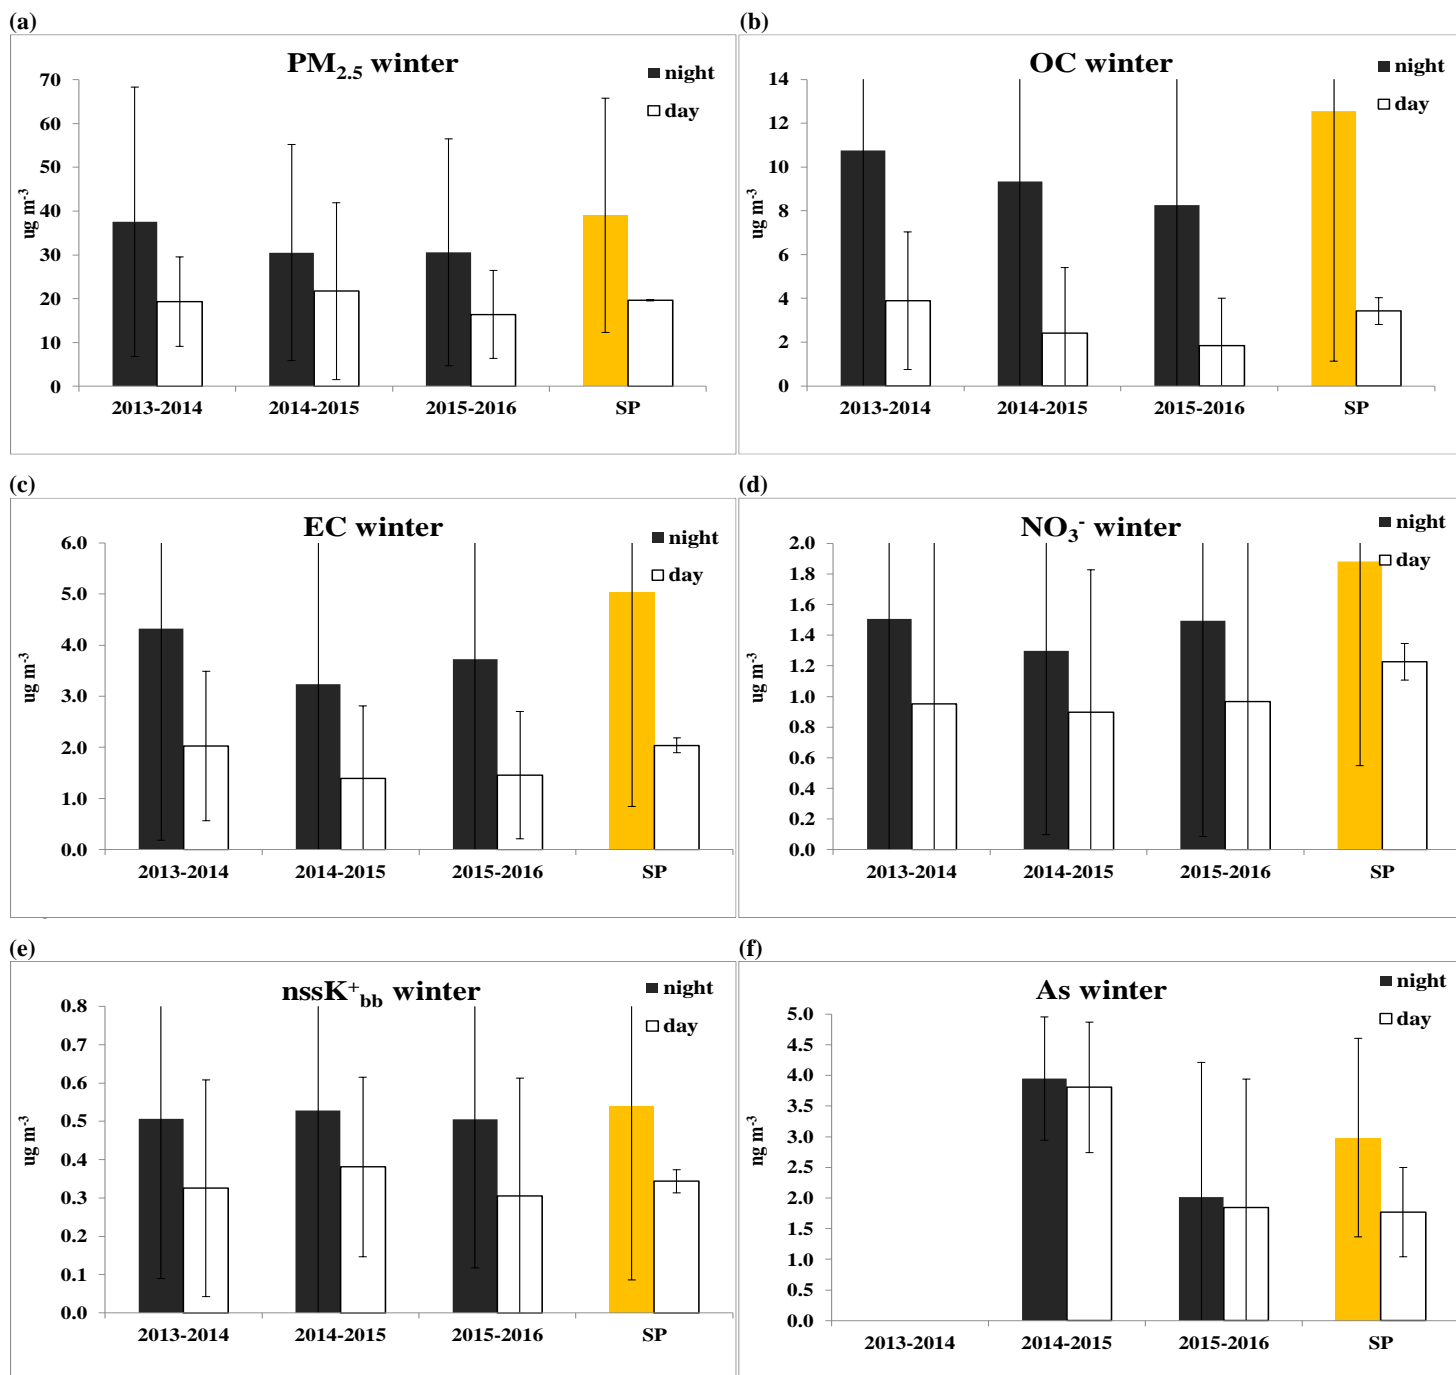 (a)
PM2.5 winter
night
day
70
60
50
40
30
20
10
0
ug m-3
2013-2014 2014-2015 2015-2016 SP
(b)
OC winter
night
day
14
12
10
8
6
4
2
0
ug m-3
2013-2014 2014-2015 2015-2016 SP
(c)
EC winter
night
day
6.0
5.0
4.0
3.0
2.0
1.0
0.0
ug m-3
2013-2014 2014-2015 2015-2016 SP
(d)
NO3- winter
night
day
2.0
1.8
1.6
1.4
1.2
1.0
0.8
0.6
0.4
0.2
0.0
ug m-3
2013-2014 2014-2015 2015-2016 SP
(e)
nssK+bb winter
night
day
0.8
0.7
0.6
0.5
0.4
0.3
0.2
0.1
0.0
ug m-3
2013-2014 2014-2015 2015-2016 SP
(f)
As winter
night
day
5.0
4.5
4.0
3.5
3.0
2.5
2.0
1.5
1.0
0.5
0.0
ng m-3
2013-2014 2014-2015 2015-2016 SP